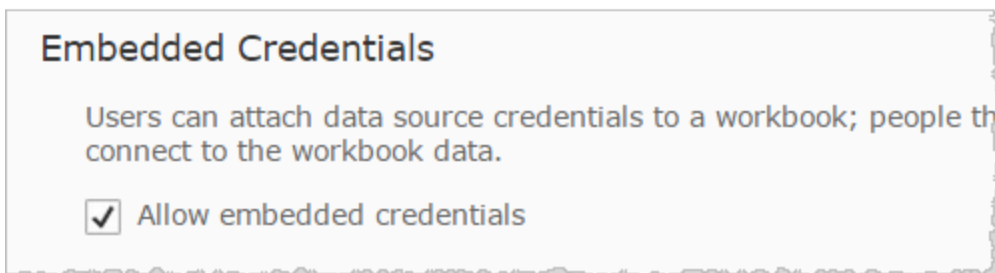 Embedded Credentials
Users can attach data source credentials to a workbook; people
connect to the workbook data.
Allow embedded credentials